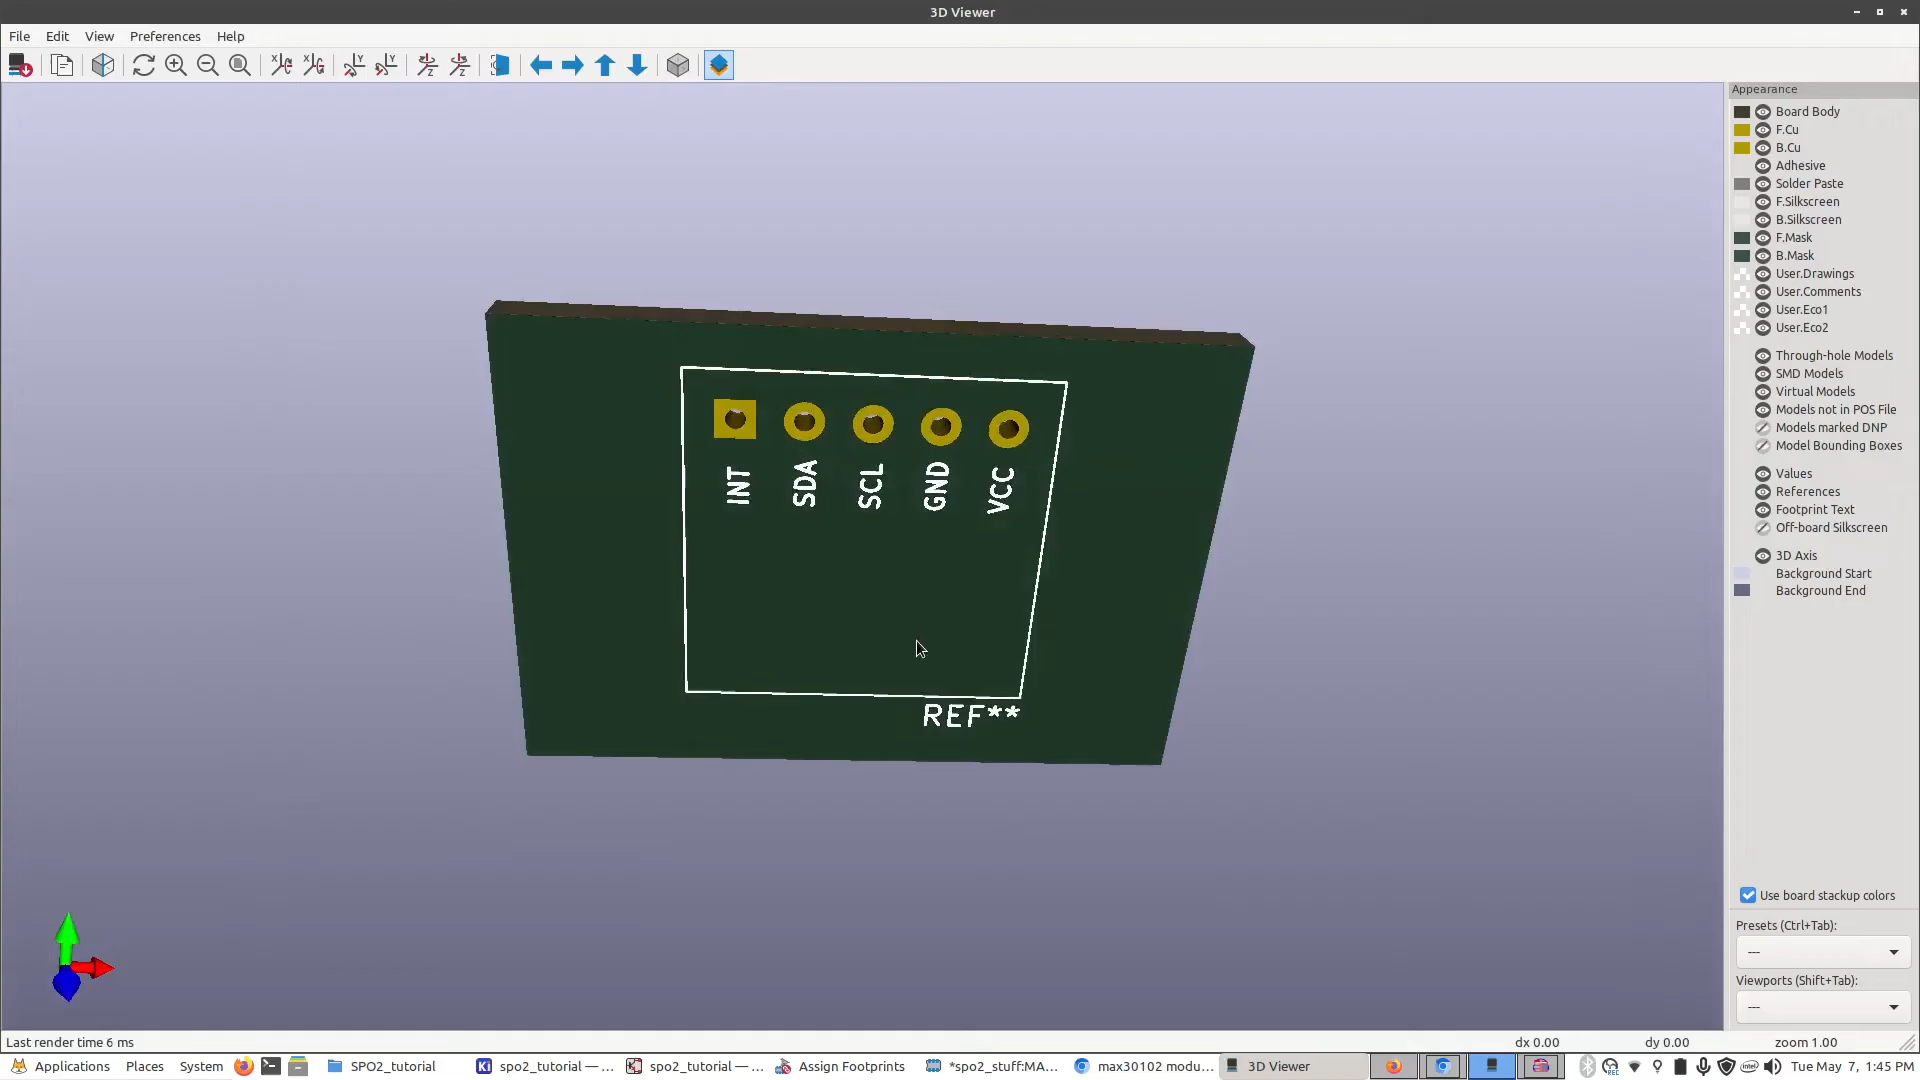 3D Viewer
File Edit View Preferences Help
Appearance
Board Body
F.Cu
B.Cu
Adhesive
Solder Paste
F.Silkscreen
B.Silkscreen
F.Mask
B.Mask
User.Drawings
User.Comments
User.Eco1
User.Eco2
Through-hole Models
SMD Models
Virtual Models
Models not in POS File
Models marked DNP
Model Bounding Boxes
Values
References
Footprint Text
Off-board Silkscreen
3D Axis
Background Start
Background End
INT SDA SCL GND VCC
REF**
Use board stackup colors
Presets (Ctrl+Tab):
---
Viewports (Shift+Tab):
---
Last render time 6 ms dx 0.00 dy 0.00 zoom 1.00
Applications Places System SPO2_tutorial spo2_tutorial — ... spo2_tutorial — ... Assign Footprints *spo2_stuff:MA... max30102 modu... 3D Viewer Tue May 7, 1:45 PM